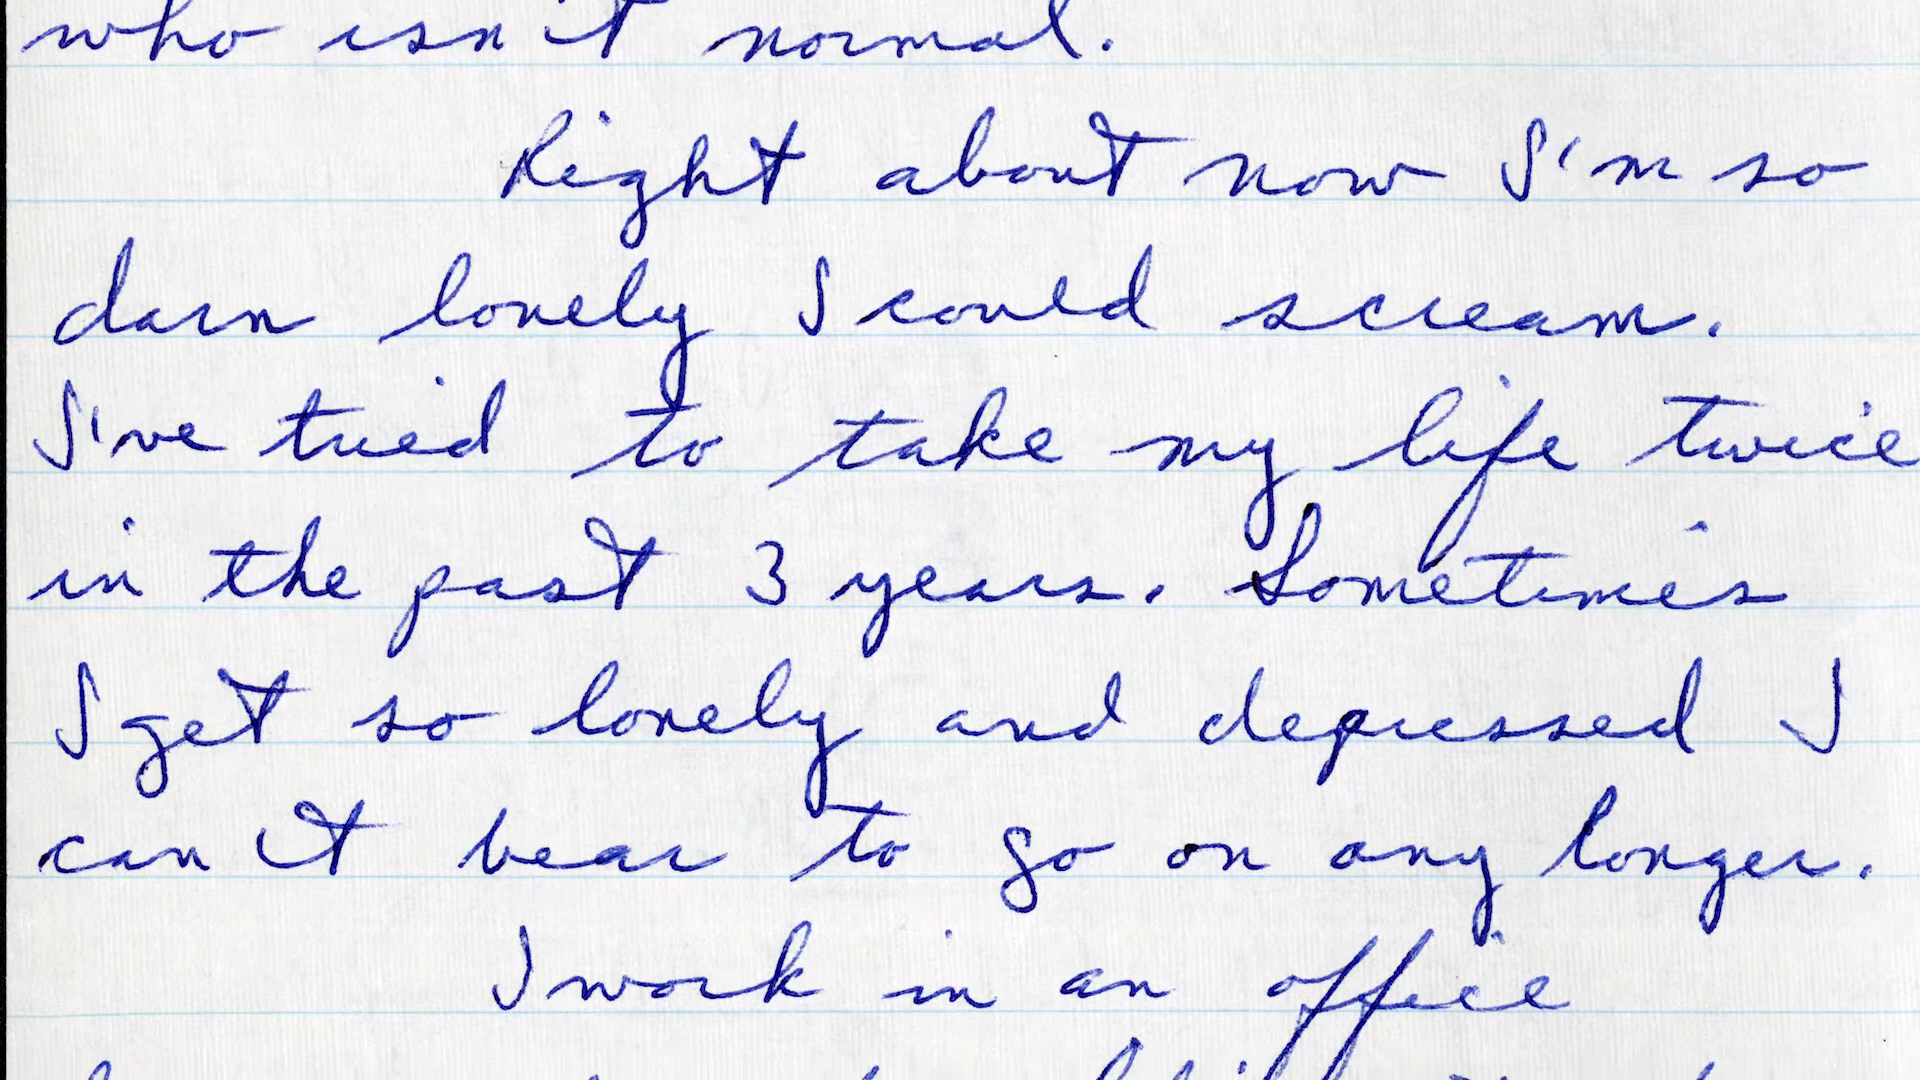 who isn't normal.
Right about now I'm so
darn lonely I could scream.
I've tried to take my life twice
in the past 3 years. Sometimes
I get so lonely and depressed I
can't bear to go on any longer.
I work in an office